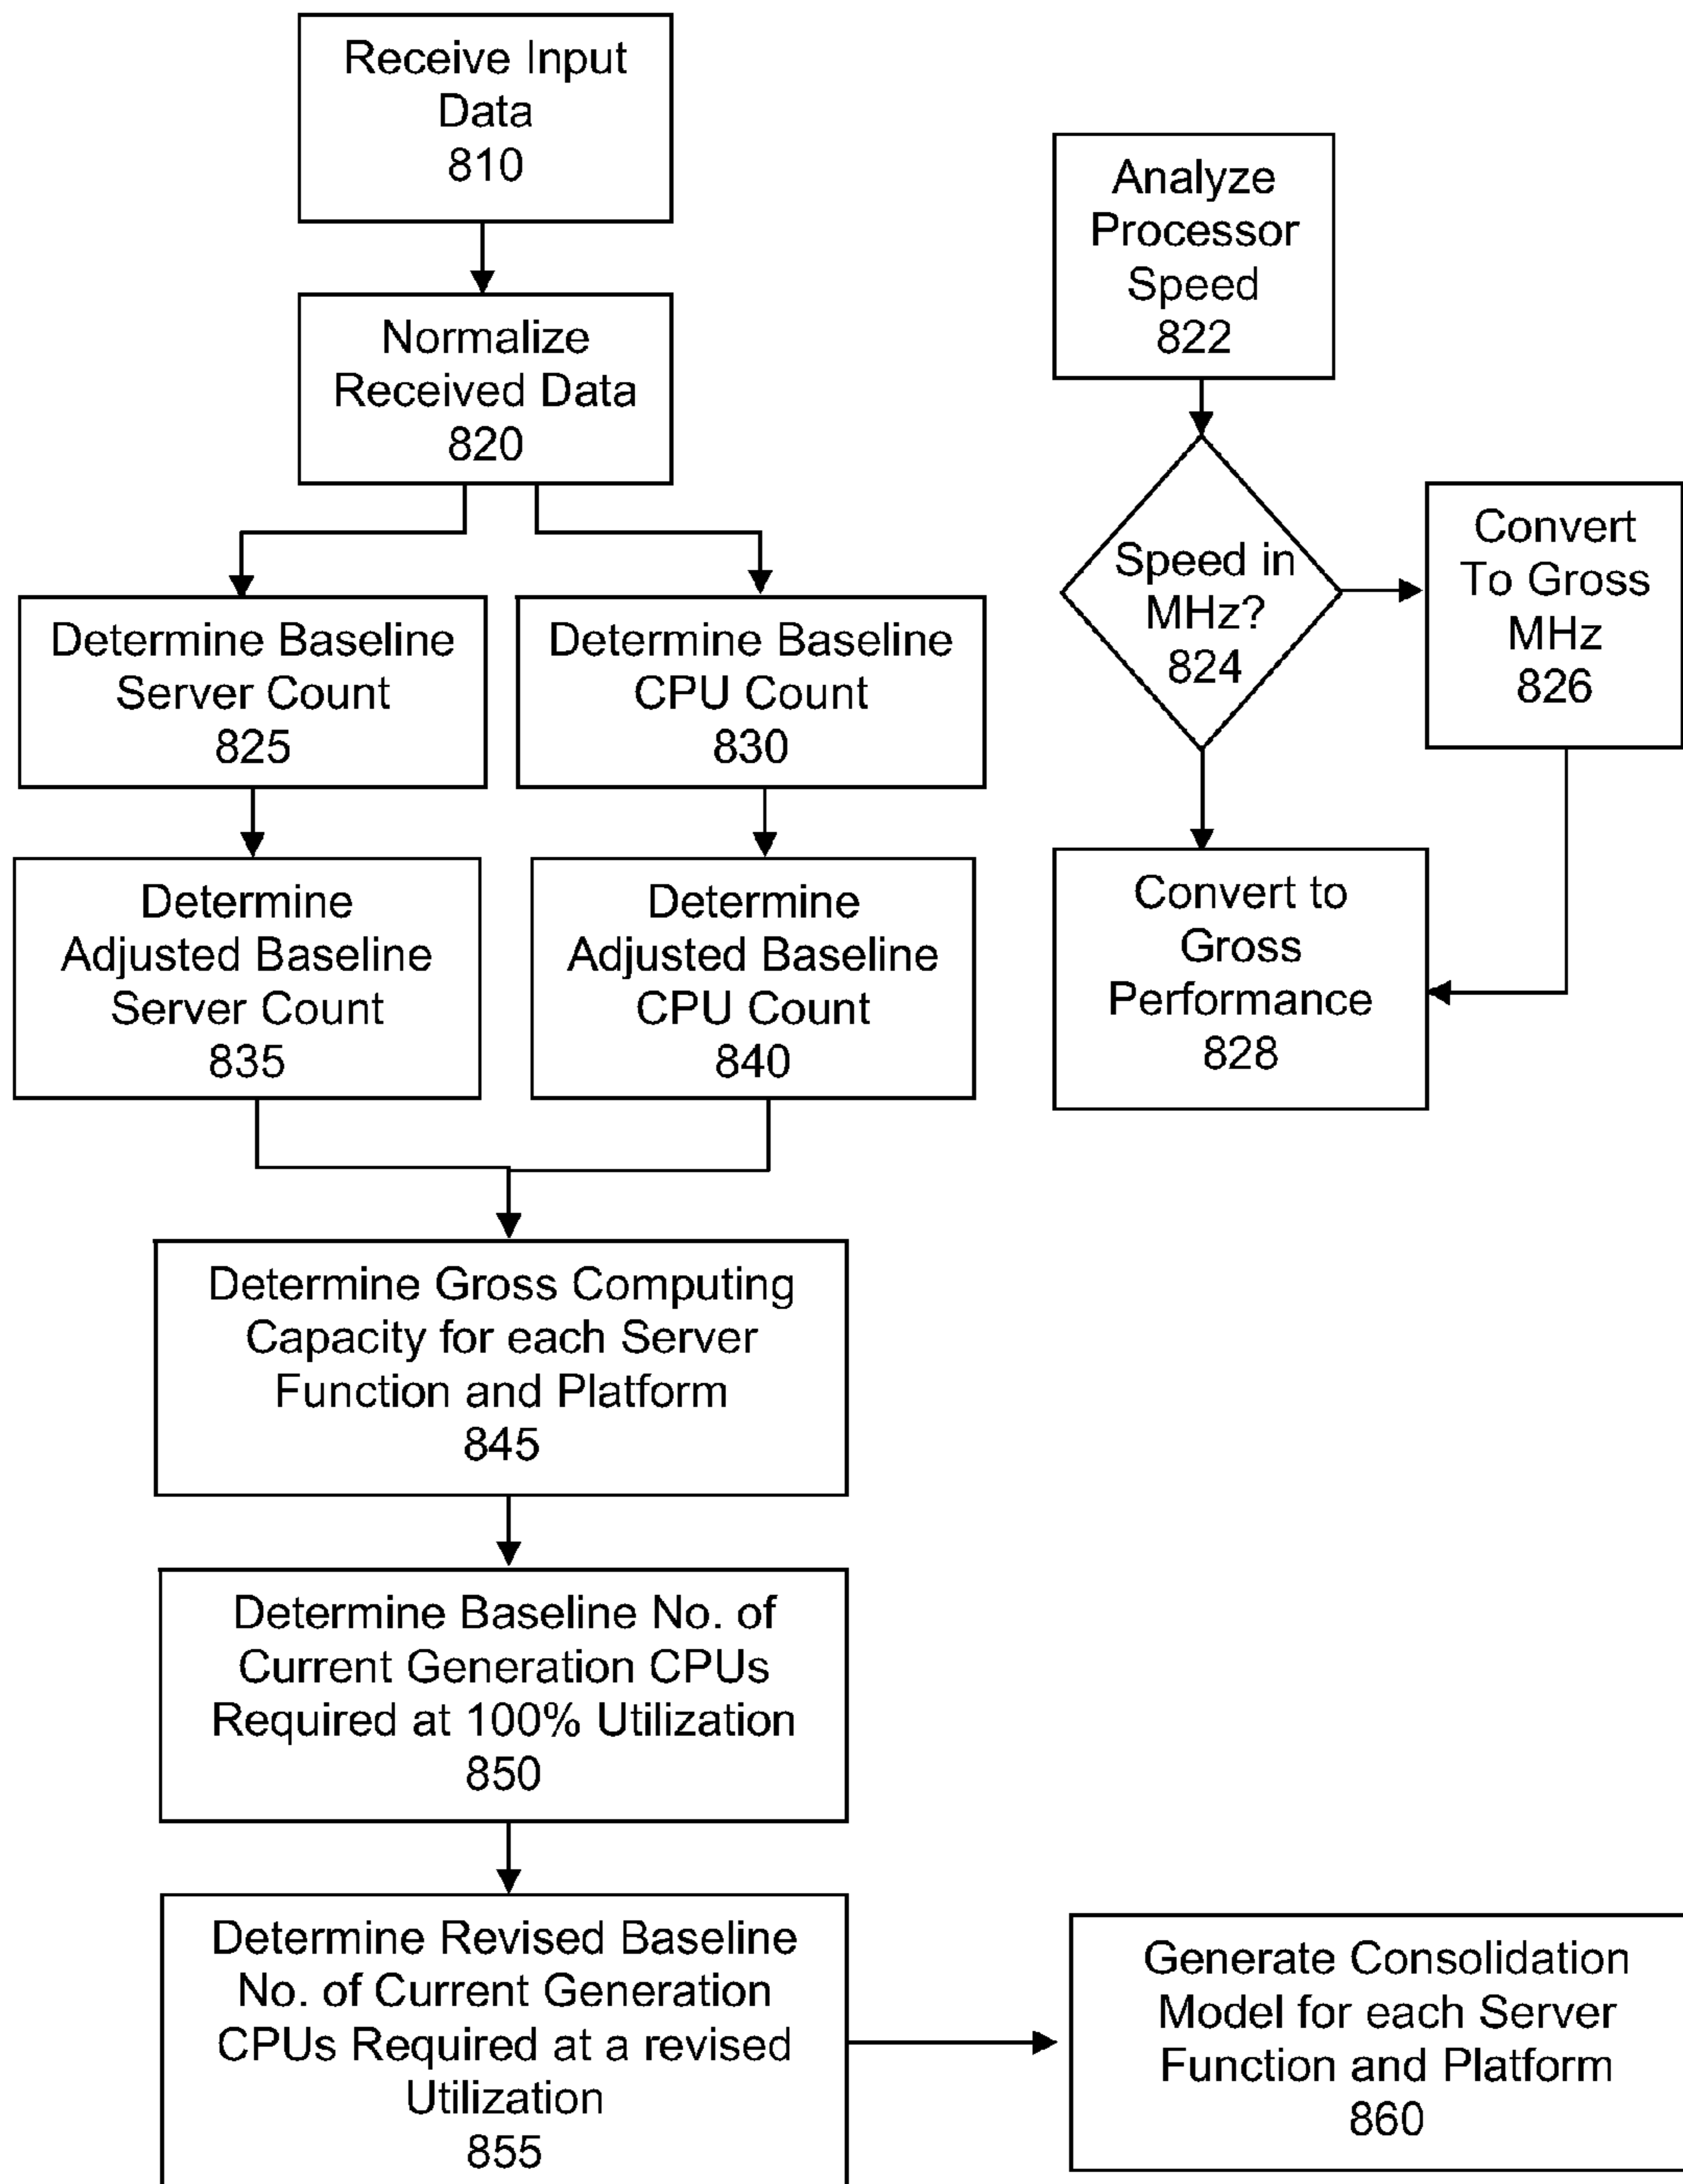 Receive Input
Data
810
Normalize
Received Data
820
Determine Baseline
Server Count
825
Determine Baseline
CPU Count
830
Determine
Adjusted Baseline
Server Count
835
Determine
Adjusted Baseline
CPU Count
840
Determine Gross Computing
Capacity for each Server
Function and Platform
845
Determine Baseline No. of
Current Generation CPUs
Required at 100% Utilization
850
Determine Revised Baseline
No. of Current Generation
CPUs Required at a revised
Utilization
855
Generate Consolidation
Model for each Server
Function and Platform
860
Analyze
Processor
Speed
822
Speed in
MHz?
824
Convert
To Gross
MHz
826
Convert to
Gross
Performance
828